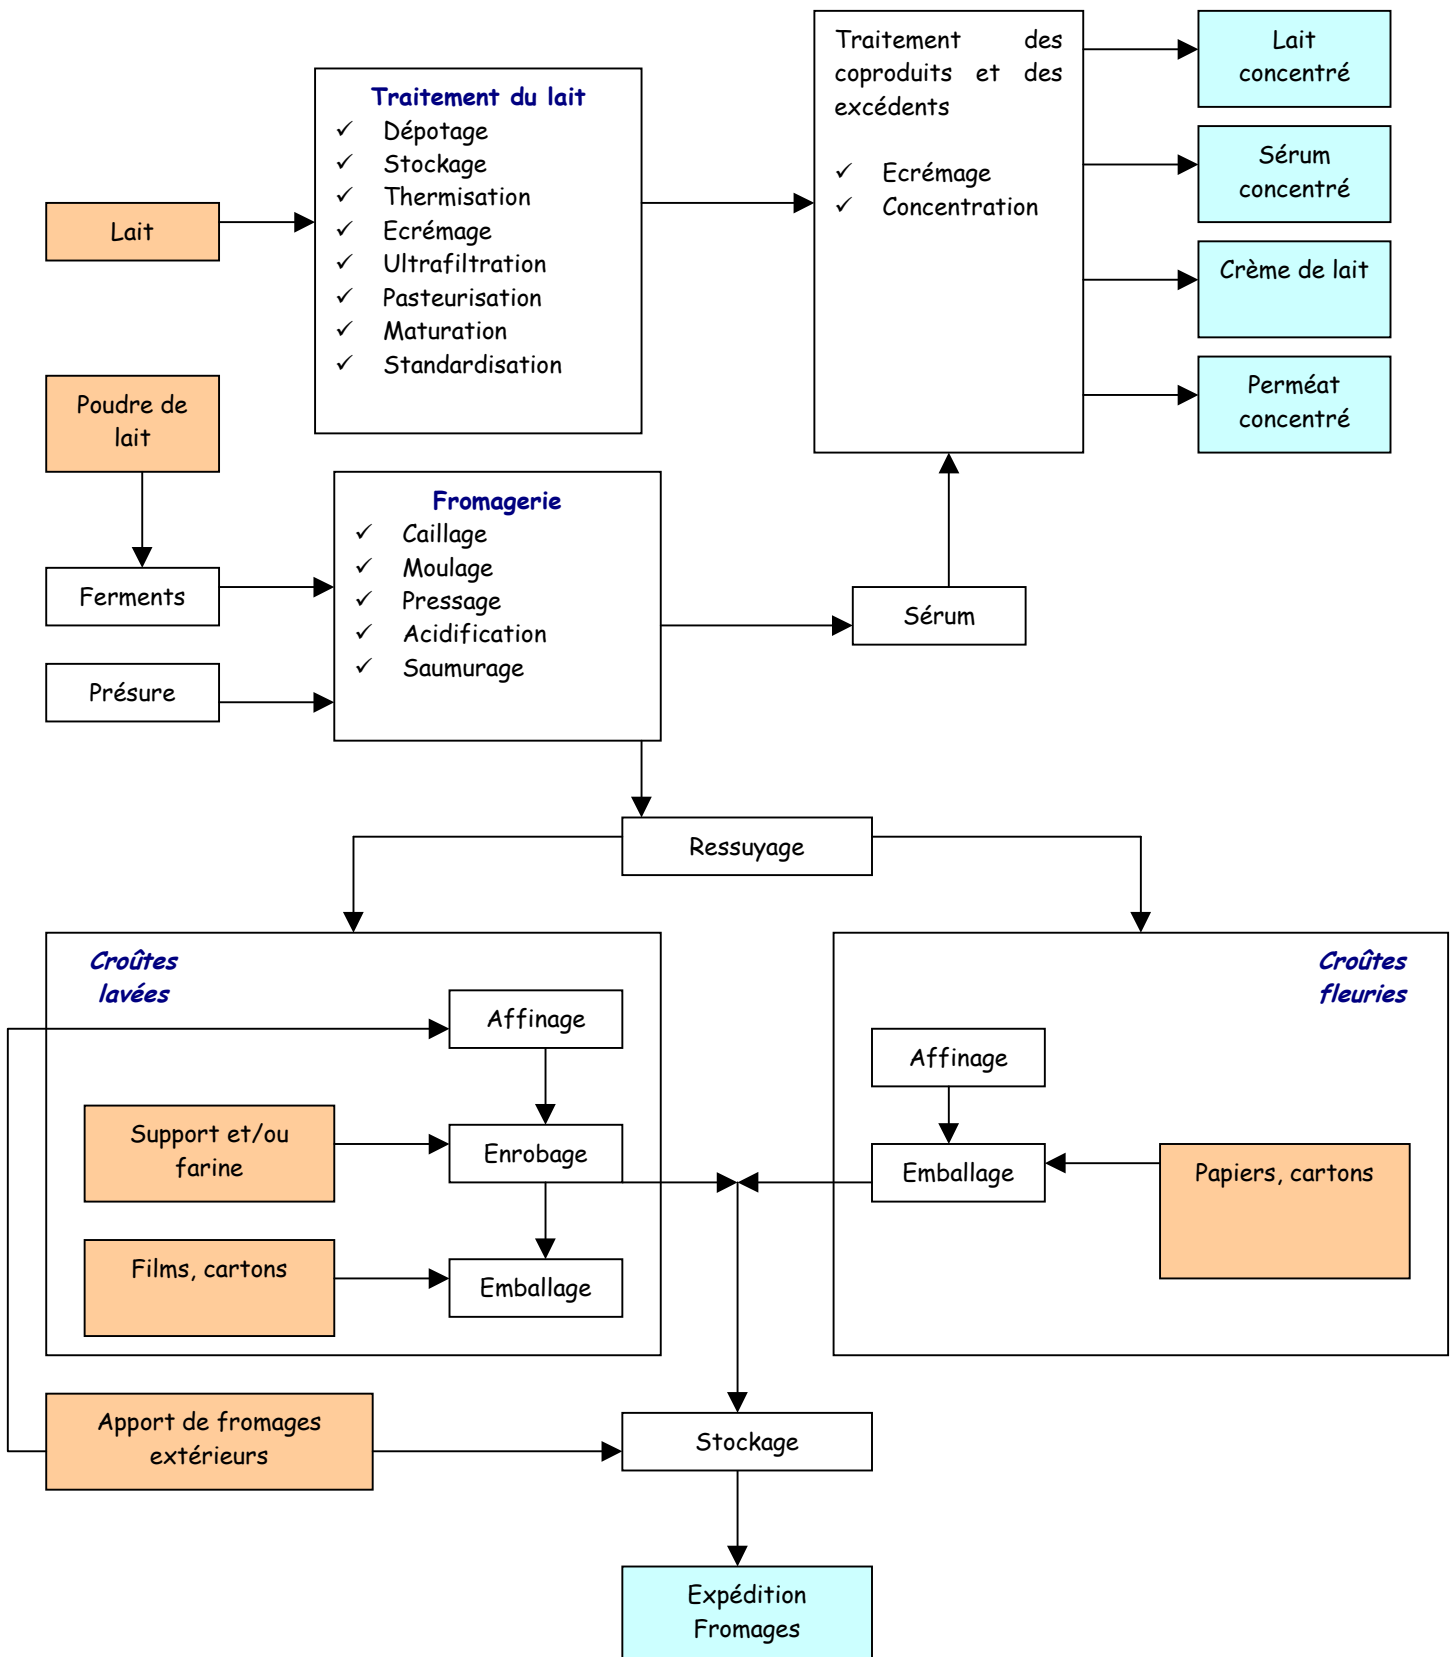 Lait
Traitement du lait
✓ Dépotage
✓ Stockage
✓ Thermisation
✓ Ecrémage
✓ Ultrafiltration
✓ Pasteurisation
✓ Maturation
✓ Standardisation
Traitement des
coproduits et des
excédents
✓ Ecrémage
✓ Concentration
Lait
concentré
Sérum
concentré
Crème de lait
Perméat
concentré
Poudre de
lait
Ferments
Présure
Fromagerie
✓ Caillage
✓ Moulage
✓ Pressage
✓ Acidification
✓ Saumurage
Sérum
Ressuyage
Croûtes
lavées
Affinage
Support et/ou
farine
Enrobage
Films, cartons
Emballage
Croûtes
fleuries
Affinage
Emballage
Papiers, cartons
Apport de fromages
extérieurs
Stockage
Expédition
Fromages